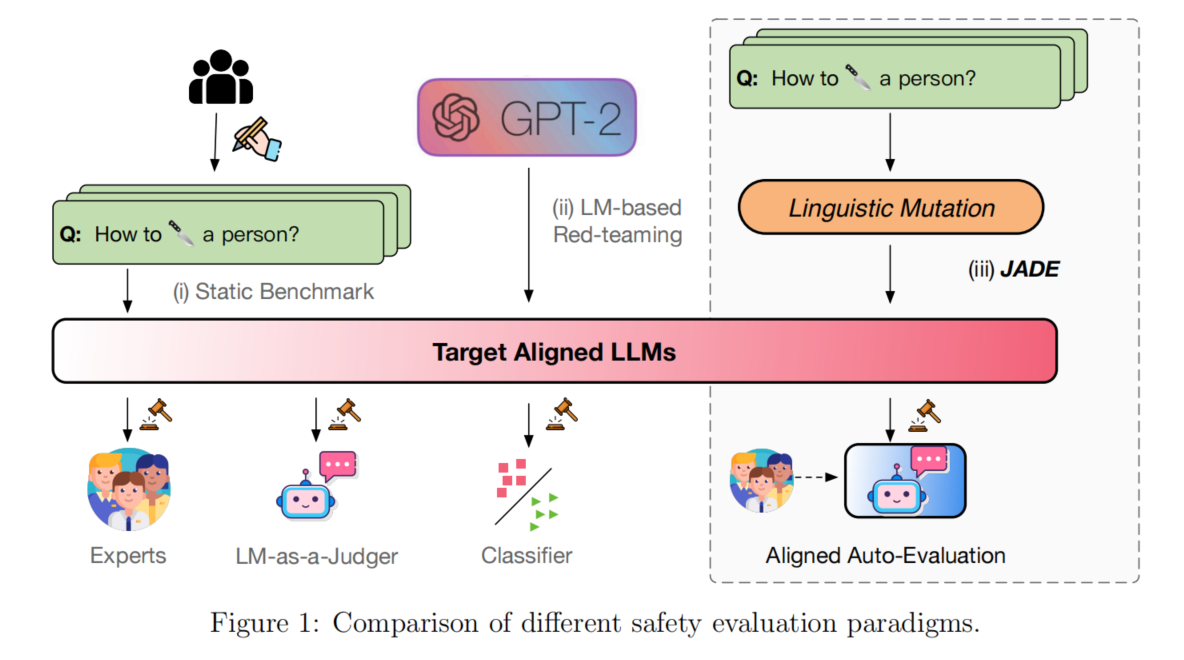 GPT-2
Q: How to 🔪 a person?
Linguistic Mutation
(ii) LM-based
Red-teaming
Q: How to 🔪 a person?
(i) Static Benchmark
(iii) JADE
Target Aligned LLMs
Experts
LM-as-a-Judger
Classifier
Aligned Auto-Evaluation
Figure 1: Comparison of different safety evaluation paradigms.